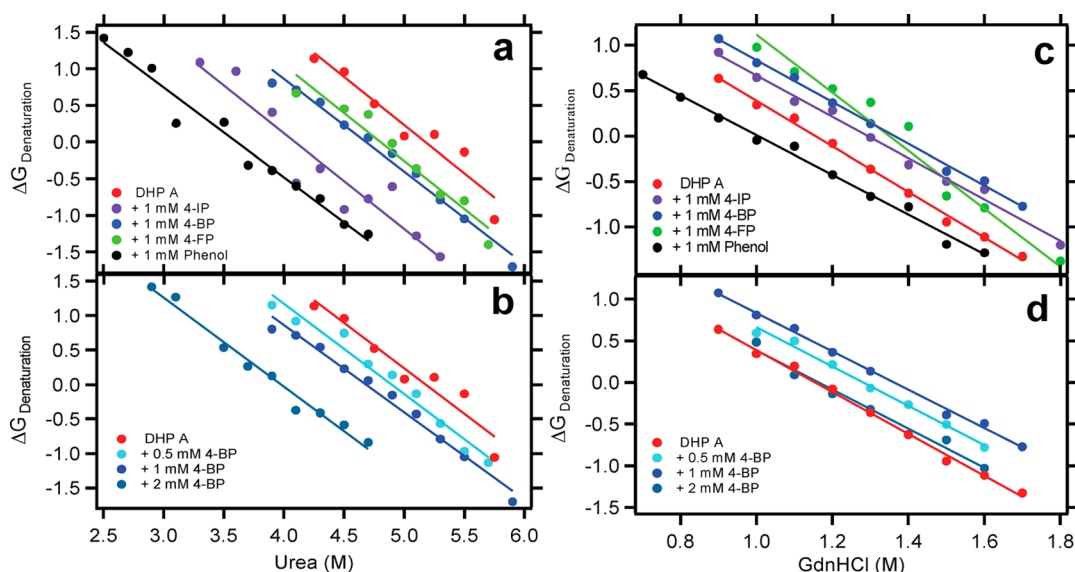 a
1.5
1.0
0.5
0.0
-0.5
-1.0
-1.5
ΔG Denaturation
DHP A
+ 1 mM 4-IP
+ 1 mM 4-BP
+ 1 mM 4-FP
+ 1 mM Phenol
b
1.5
1.0
0.5
0.0
-0.5
-1.0
-1.5
ΔG Denaturation
DHP A
+ 0.5 mM 4-BP
+ 1 mM 4-BP
+ 2 mM 4-BP
2.5 3.0 3.5 4.0 4.5 5.0 5.5 6.0
Urea (M)
c
1.0
0.5
0.0
-0.5
-1.0
ΔG Denaturation
DHP A
+ 1 mM 4-IP
+ 1 mM 4-BP
+ 1 mM 4-FP
+ 1 mM Phenol
d
1.0
0.5
0.0
-0.5
-1.0
-1.5
ΔG Denaturation
DHP A
+ 0.5 mM 4-BP
+ 1 mM 4-BP
+ 2 mM 4-BP
0.8 1.0 1.2 1.4 1.6 1.8
GdnHCl (M)